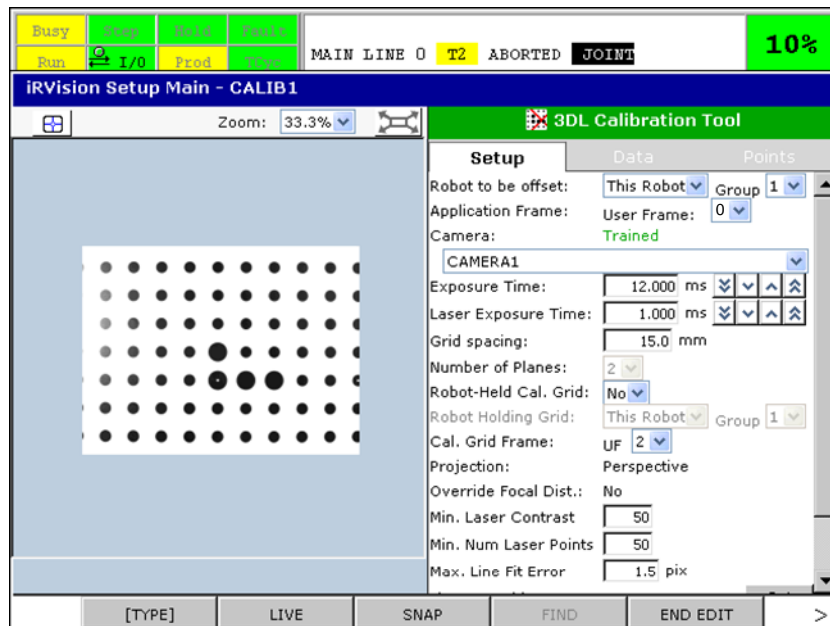 Busy Step Hold Fault
Run I/O Prod TCyc
MAIN LINE 0 T2 ABORTED JOINT
10%
iRVision Setup Main - CALIB1
Zoom: 33.3%
3DL Calibration Tool
Setup Data Points
Robot to be offset: This Robot Group 1
Application Frame: User Frame: 0
Camera: Trained
CAMERA1
Exposure Time: 12.000 ms
Laser Exposure Time: 1.000 ms
Grid spacing: 15.0 mm
Number of Planes: 2
Robot-Held Cal. Grid: No
Robot Holding Grid: This Robot Group 1
Cal. Grid Frame: UF 2
Projection: Perspective
Override Focal Dist.: No
Min. Laser Contrast 50
Min. Num Laser Points 50
Max. Line Fit Error 1.5 pix
[TYPE] LIVE SNAP FIND END EDIT >